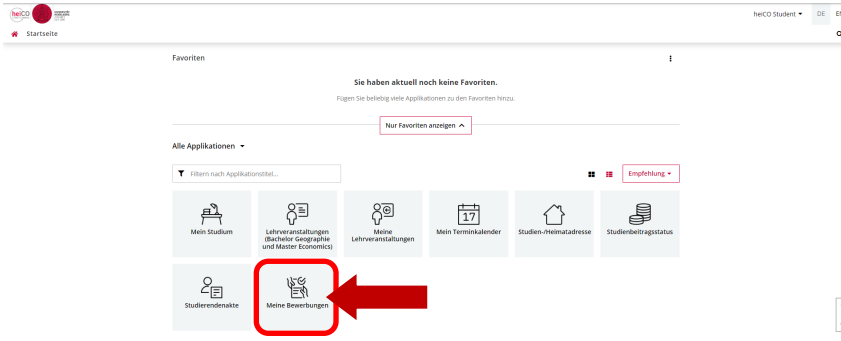 heiCO
heiCO Student
DE
Startseite
Favoriten
Sie haben aktuell noch keine Favoriten.
Fügen Sie beliebig viele Applikationen zu den Favoriten hinzu.
Nur Favoriten anzeigen
Alle Applikationen
Filtern nach Applikationstitel...
Empfehlung
Mein Studium
Lehrveranstaltungen
(Bachelor Geographie
und Master Economics)
Meine
Lehrveranstaltungen
17
Mein Terminkalender
Studien-/Heimatadresse
Studienbeitragsstatus
Studierendenakte
Meine Bewerbungen